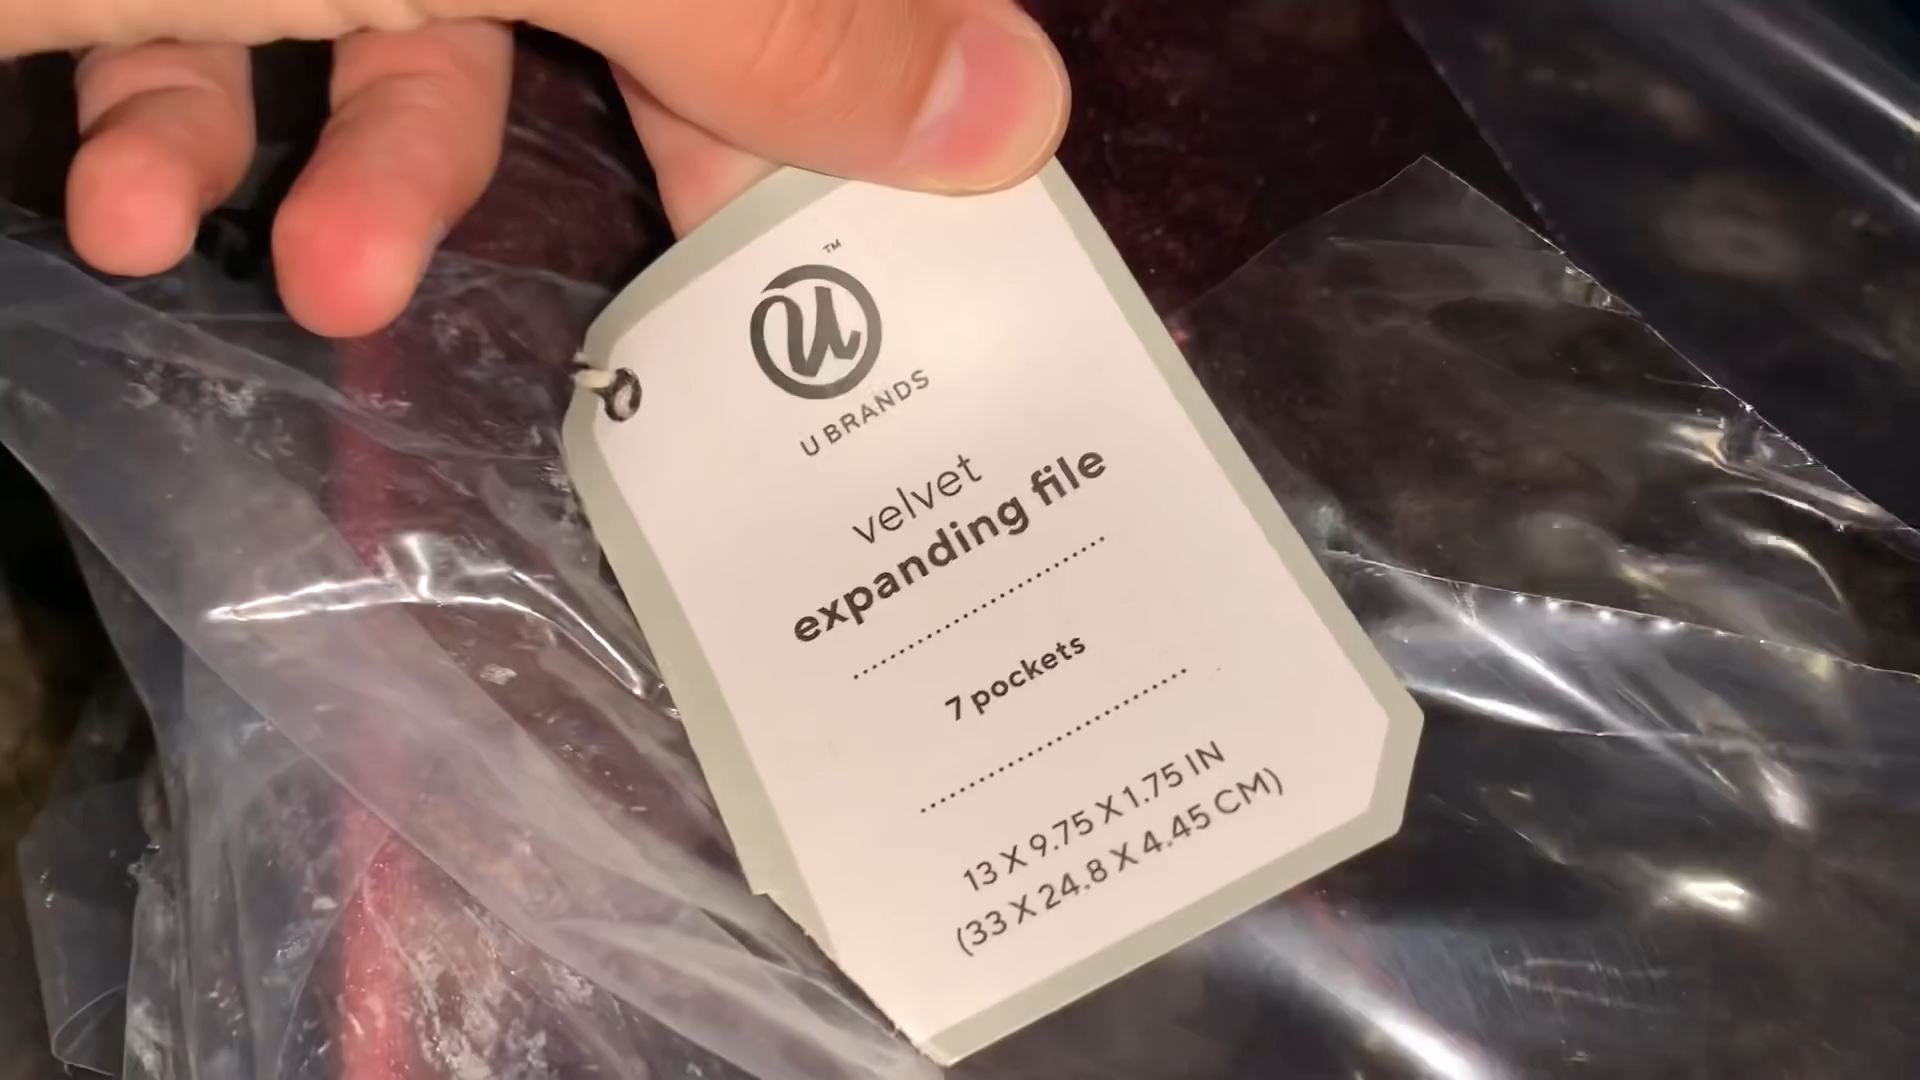 U
™
U BRANDS
velvet
expanding file
7 pockets
13 X 9.75 X 1.75 IN
(33 X 24.8 X 4.45 CM)